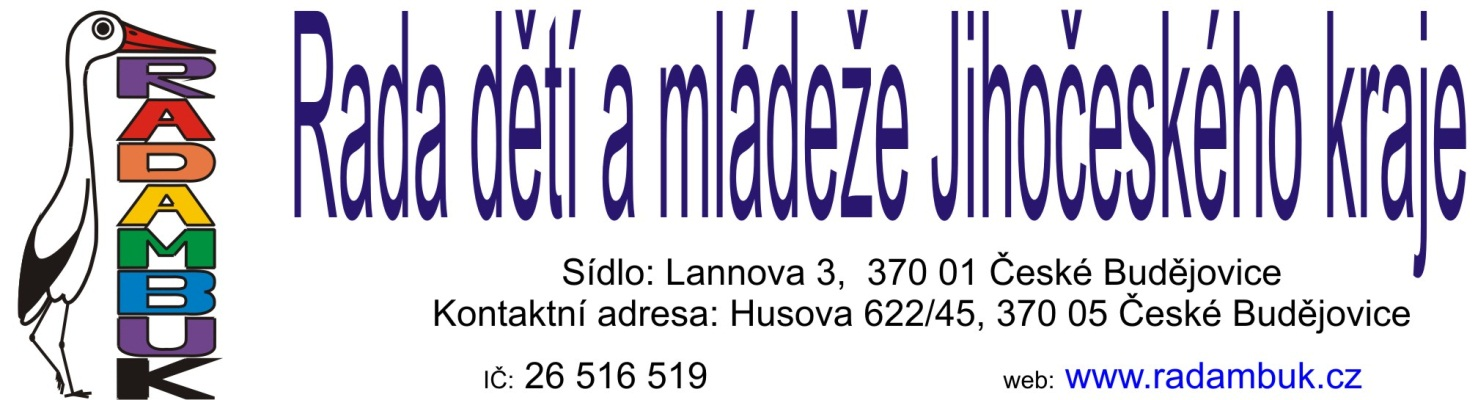 RADAMBUK
Rada dětí a mládeže Jihočeského kraje
Sídlo: Lannova 3, 370 01 České Budějovice
Kontaktní adresa: Husova 622/45, 370 05 České Budějovice
IČ: 26 516 519 web: www.radambuk.cz